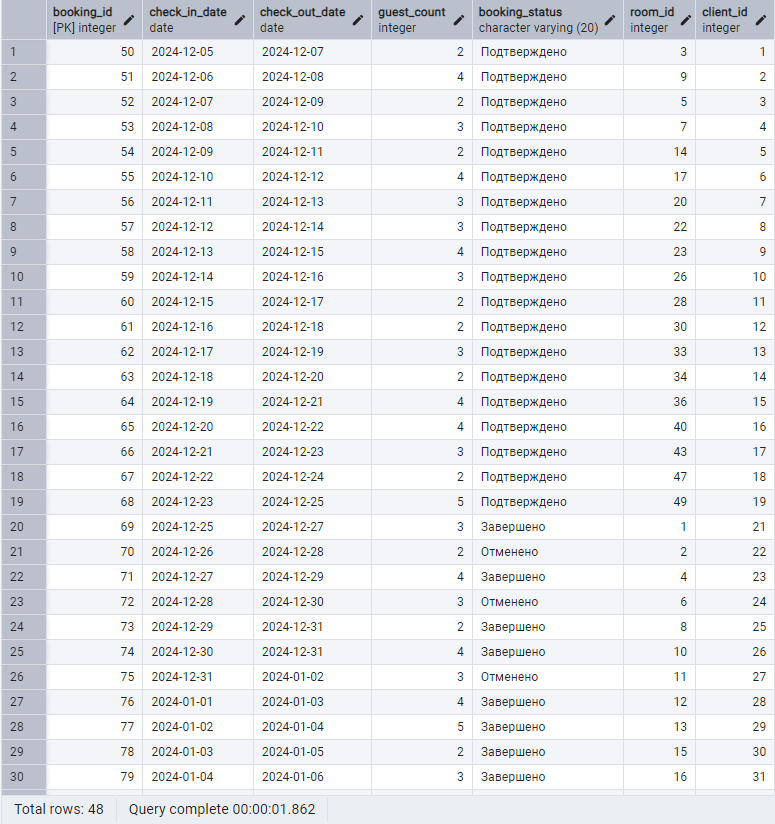 booking_id check_in_date check_out_date guest_count booking_status room_id client_id
[PK] integer date date integer character varying (20) integer integer
1 50 2024-12-05 2024-12-07 2 Подтверждено 3 1
2 51 2024-12-06 2024-12-08 4 Подтверждено 9 2
3 52 2024-12-07 2024-12-09 2 Подтверждено 5 3
4 53 2024-12-08 2024-12-10 3 Подтверждено 7 4
5 54 2024-12-09 2024-12-11 2 Подтверждено 14 5
6 55 2024-12-10 2024-12-12 4 Подтверждено 17 6
7 56 2024-12-11 2024-12-13 3 Подтверждено 20 7
8 57 2024-12-12 2024-12-14 3 Подтверждено 22 8
9 58 2024-12-13 2024-12-15 4 Подтверждено 23 9
10 59 2024-12-14 2024-12-16 3 Подтверждено 26 10
11 60 2024-12-15 2024-12-17 2 Подтверждено 28 11
12 61 2024-12-16 2024-12-18 2 Подтверждено 30 12
13 62 2024-12-17 2024-12-19 3 Подтверждено 33 13
14 63 2024-12-18 2024-12-20 2 Подтверждено 34 14
15 64 2024-12-19 2024-12-21 4 Подтверждено 36 15
16 65 2024-12-20 2024-12-22 4 Подтверждено 40 16
17 66 2024-12-21 2024-12-23 3 Подтверждено 43 17
18 67 2024-12-22 2024-12-24 2 Подтверждено 47 18
19 68 2024-12-23 2024-12-25 5 Подтверждено 49 19
20 69 2024-12-25 2024-12-27 3 Завершено 1 21
21 70 2024-12-26 2024-12-28 2 Отменено 2 22
22 71 2024-12-27 2024-12-29 4 Завершено 4 23
23 72 2024-12-28 2024-12-30 3 Отменено 6 24
24 73 2024-12-29 2024-12-31 2 Завершено 8 25
25 74 2024-12-30 2024-12-31 4 Завершено 10 26
26 75 2024-12-31 2024-01-02 3 Отменено 11 27
27 76 2024-01-01 2024-01-03 4 Завершено 12 28
28 77 2024-01-02 2024-01-04 5 Завершено 13 29
29 78 2024-01-03 2024-01-05 2 Завершено 15 30
30 79 2024-01-04 2024-01-06 3 Завершено 16 31
Total rows: 48 Query complete 00:00:01.862